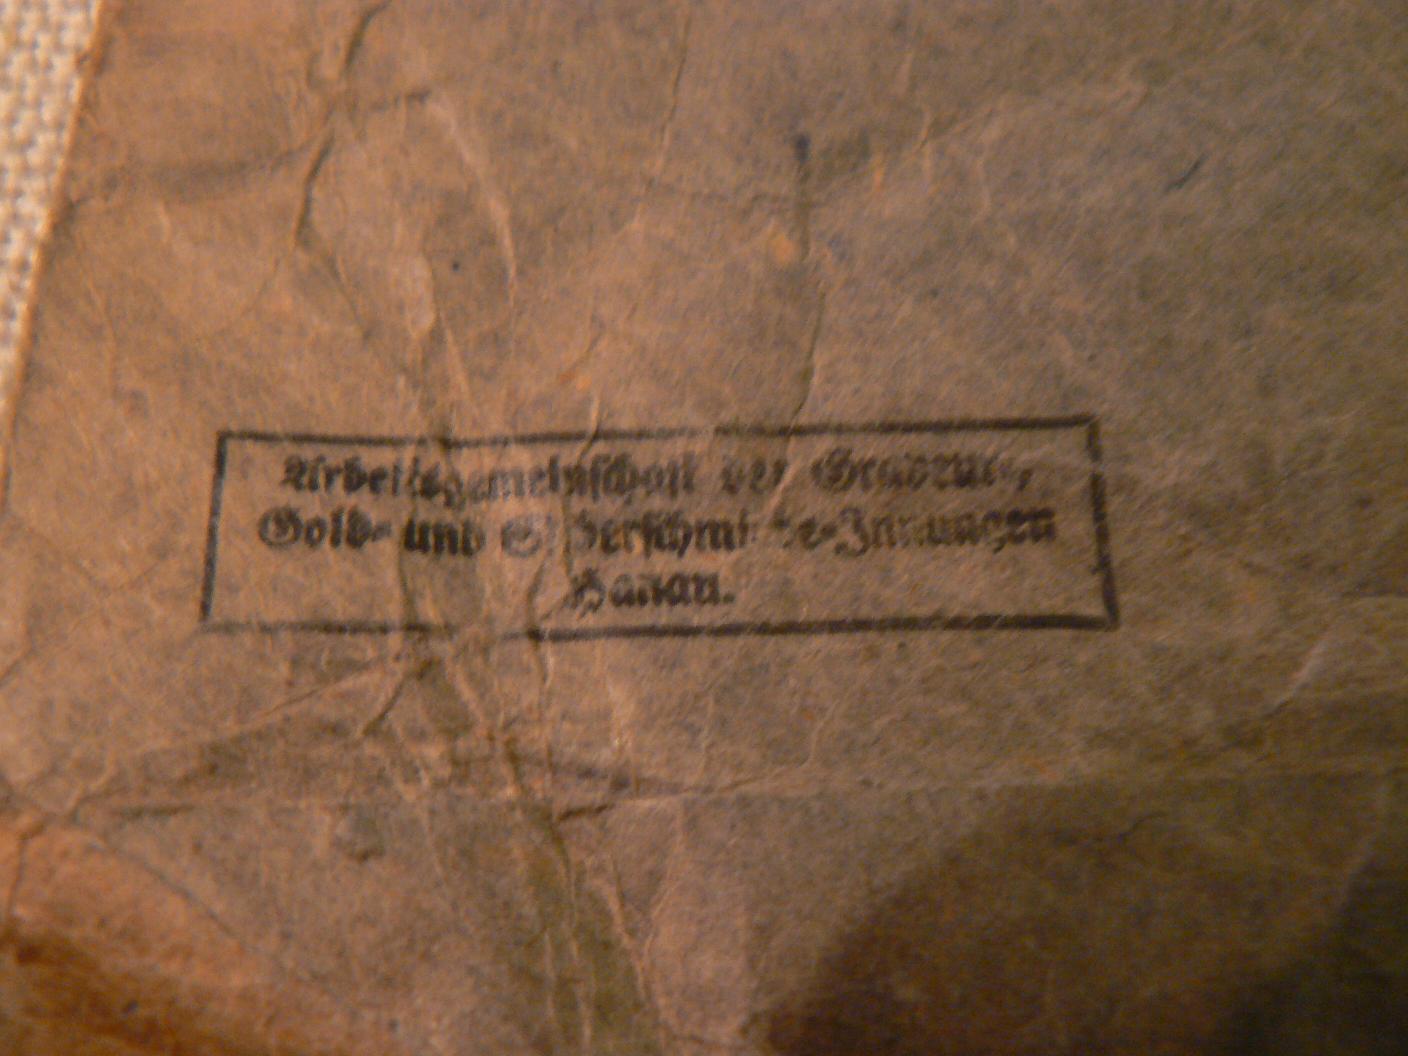 Arbeitsgemeinschaft der Graveur-,
Gold- und Silberschmiede-Innungen
Hanau.